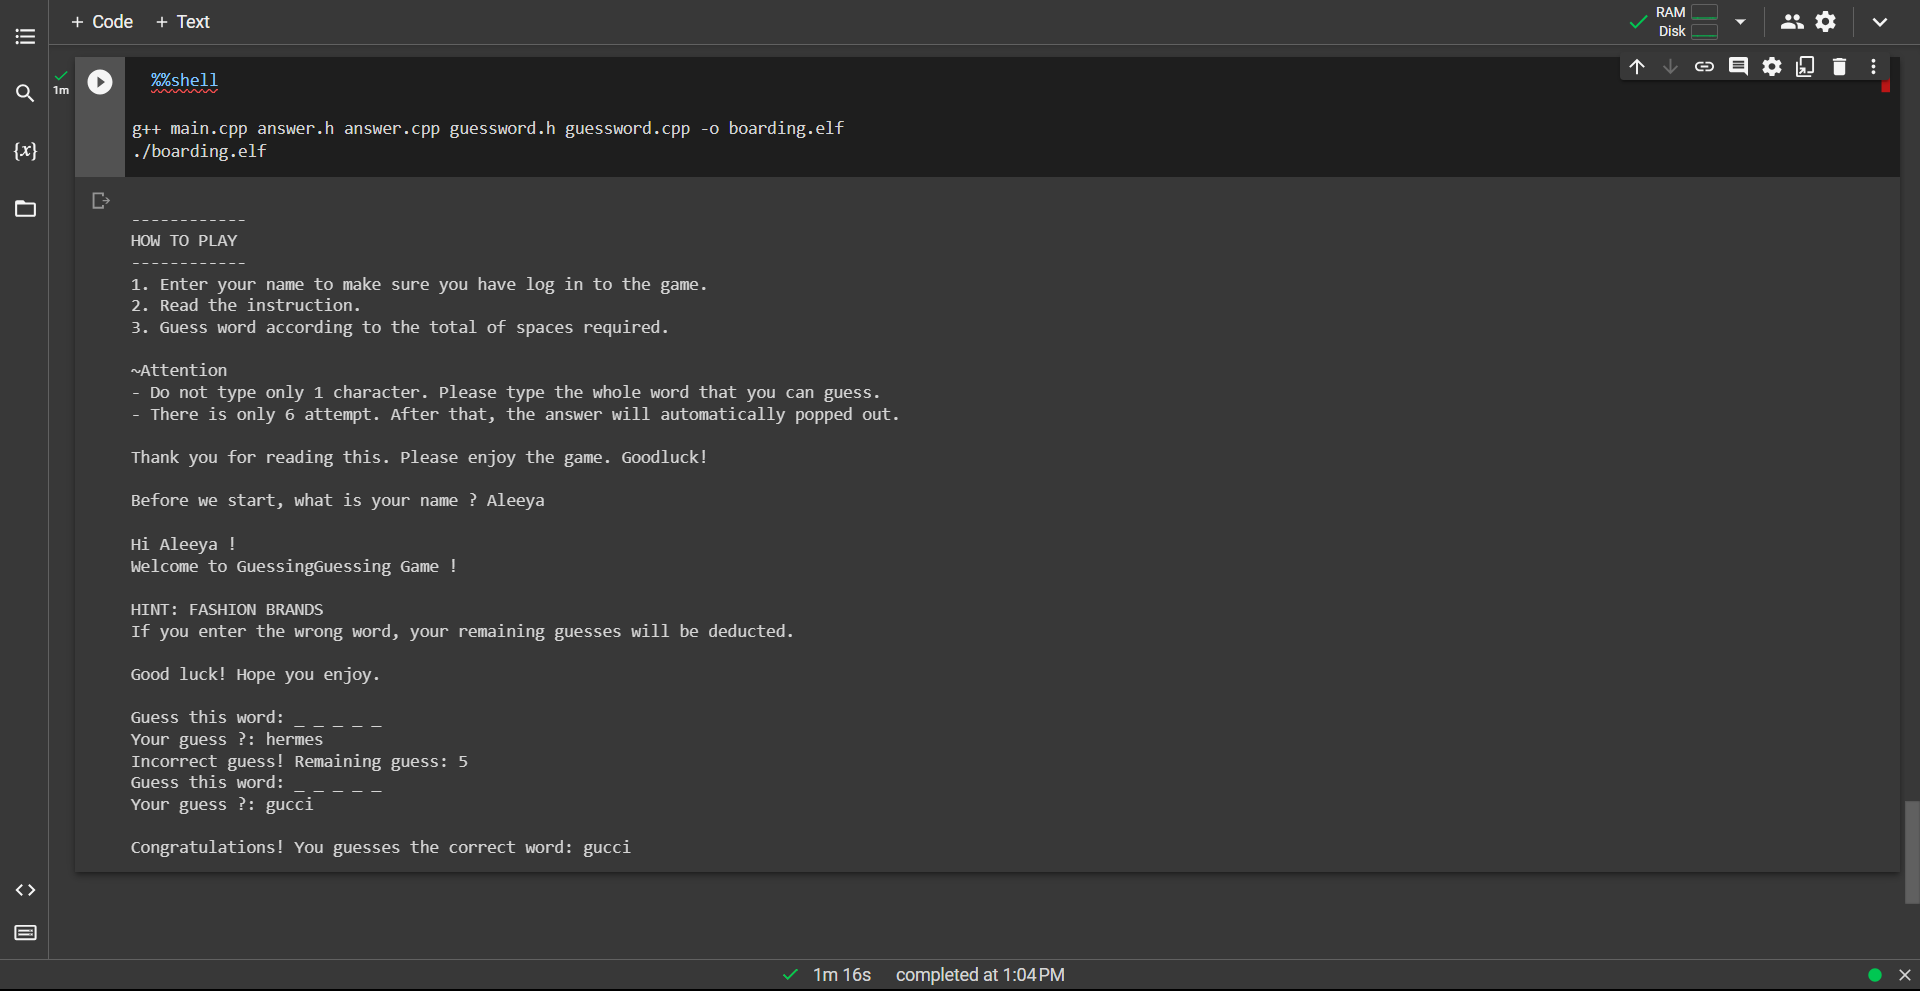 + Code + Text
RAM
Disk
{x}
1m
%%shell
g++ main.cpp answer.h answer.cpp guessword.h guessword.cpp -o boarding.elf
./boarding.elf
------------
HOW TO PLAY
------------
1. Enter your name to make sure you have log in to the game.
2. Read the instruction.
3. Guess word according to the total of spaces required.
~Attention
- Do not type only 1 character. Please type the whole word that you can guess.
- There is only 6 attempt. After that, the answer will automatically popped out.
Thank you for reading this. Please enjoy the game. Goodluck!
Before we start, what is your name ? Aleeya
Hi Aleeya !
Welcome to GuessingGuessing Game !
HINT: FASHION BRANDS
If you enter the wrong word, your remaining guesses will be deducted.
Good luck! Hope you enjoy.
Guess this word: _ _ _ _ _
Your guess ?: hermes
Incorrect guess! Remaining guess: 5
Guess this word: _ _ _ _ _
Your guess ?: gucci
Congratulations! You guesses the correct word: gucci
1m 16s completed at 1:04 PM